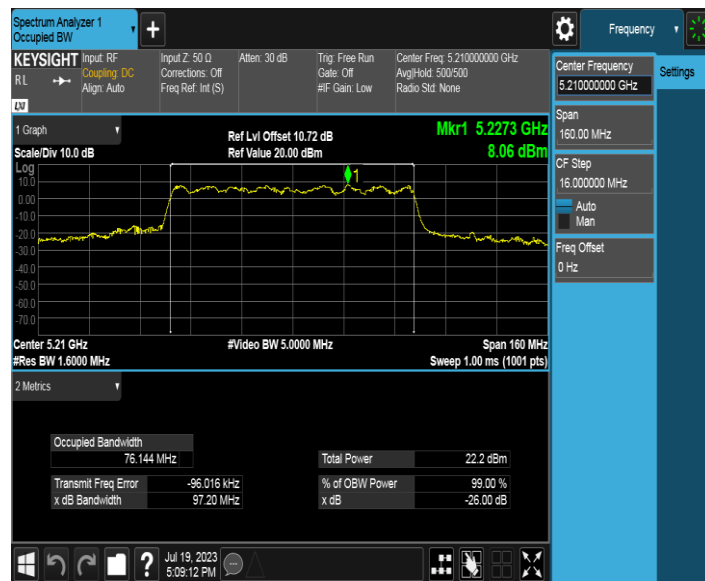 Spectrum Analyzer 1
Occupied BW
+
Frequency
KEYSIGHT
RL
LXI
Input: RF
Coupling: DC
Align: Auto
Input Z: 50 Ω
Corrections: Off
Freq Ref: Int (S)
Atten: 30 dB
Trig: Free Run
Gate: Off
#IF Gain: Low
Center Freq: 5.210000000 GHz
Avg|Hold: 500/500
Radio Std: None
Center Frequency
5.210000000 GHz
Settings
Span
160.00 MHz
CF Step
16.000000 MHz
Auto
Man
Freq Offset
0 Hz
1 Graph
Scale/Div 10.0 dB
Ref Lvl Offset 10.72 dB
Ref Value 20.00 dBm
Mkr1 5.2273 GHz
8.06 dBm
Log
10.0
0.00
-10.0
-20.0
-30.0
-40.0
-50.0
-60.0
-70.0
1
Center 5.21 GHz
#Res BW 1.6000 MHz
#Video BW 5.0000 MHz
Span 160 MHz
Sweep 1.00 ms (1001 pts)
2 Metrics
Occupied Bandwidth
76.144 MHz
Total Power 22.2 dBm
Transmit Freq Error -96.016 kHz
% of OBW Power 99.00 %
x dB Bandwidth 97.20 MHz
x dB -26.00 dB
?
Jul 19, 2023
5:09:12 PM